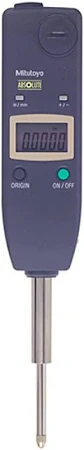 Mitutoyo
ABSOLUTE
in/mm +/-
0.0000
ORIGIN ON/OFF